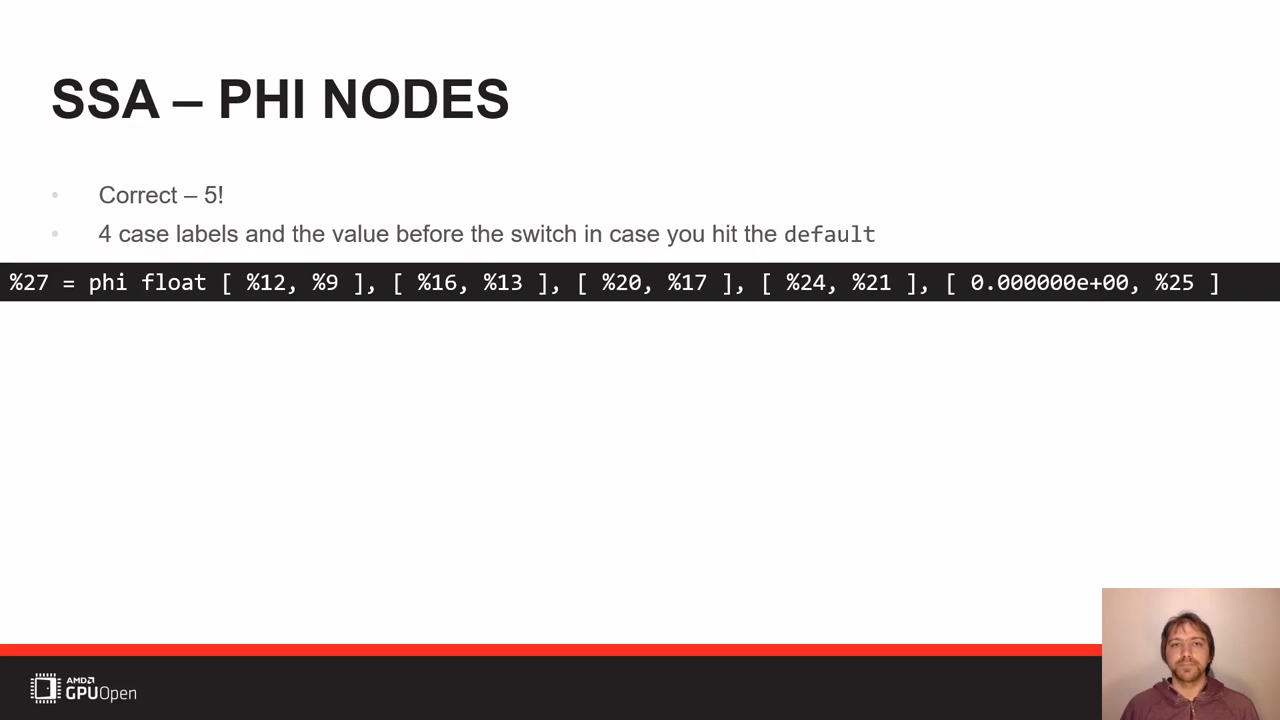 SSA – PHI NODES
• Correct – 5!
• 4 case labels and the value before the switch in case you hit the default
%27 = phi float [ %12, %9 ], [ %16, %13 ], [ %20, %17 ], [ %24, %21 ], [ 0.000000e+00, %25 ]
AMD
GPUOpen